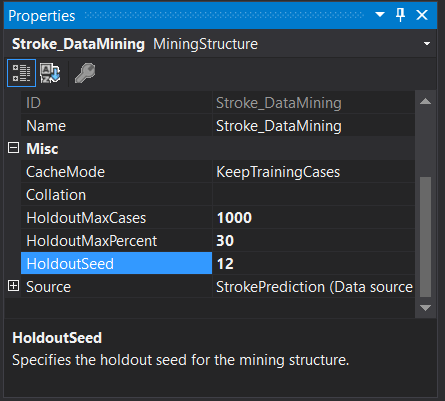 Properties
Stroke_DataMining MiningStructure
ID Stroke_DataMining
Name Stroke_DataMining
Misc
CacheMode KeepTrainingCases
Collation
HoldoutMaxCases 1000
HoldoutMaxPercent 30
HoldoutSeed 12
Source StrokePrediction (Data source
HoldoutSeed
Specifies the holdout seed for the mining structure.